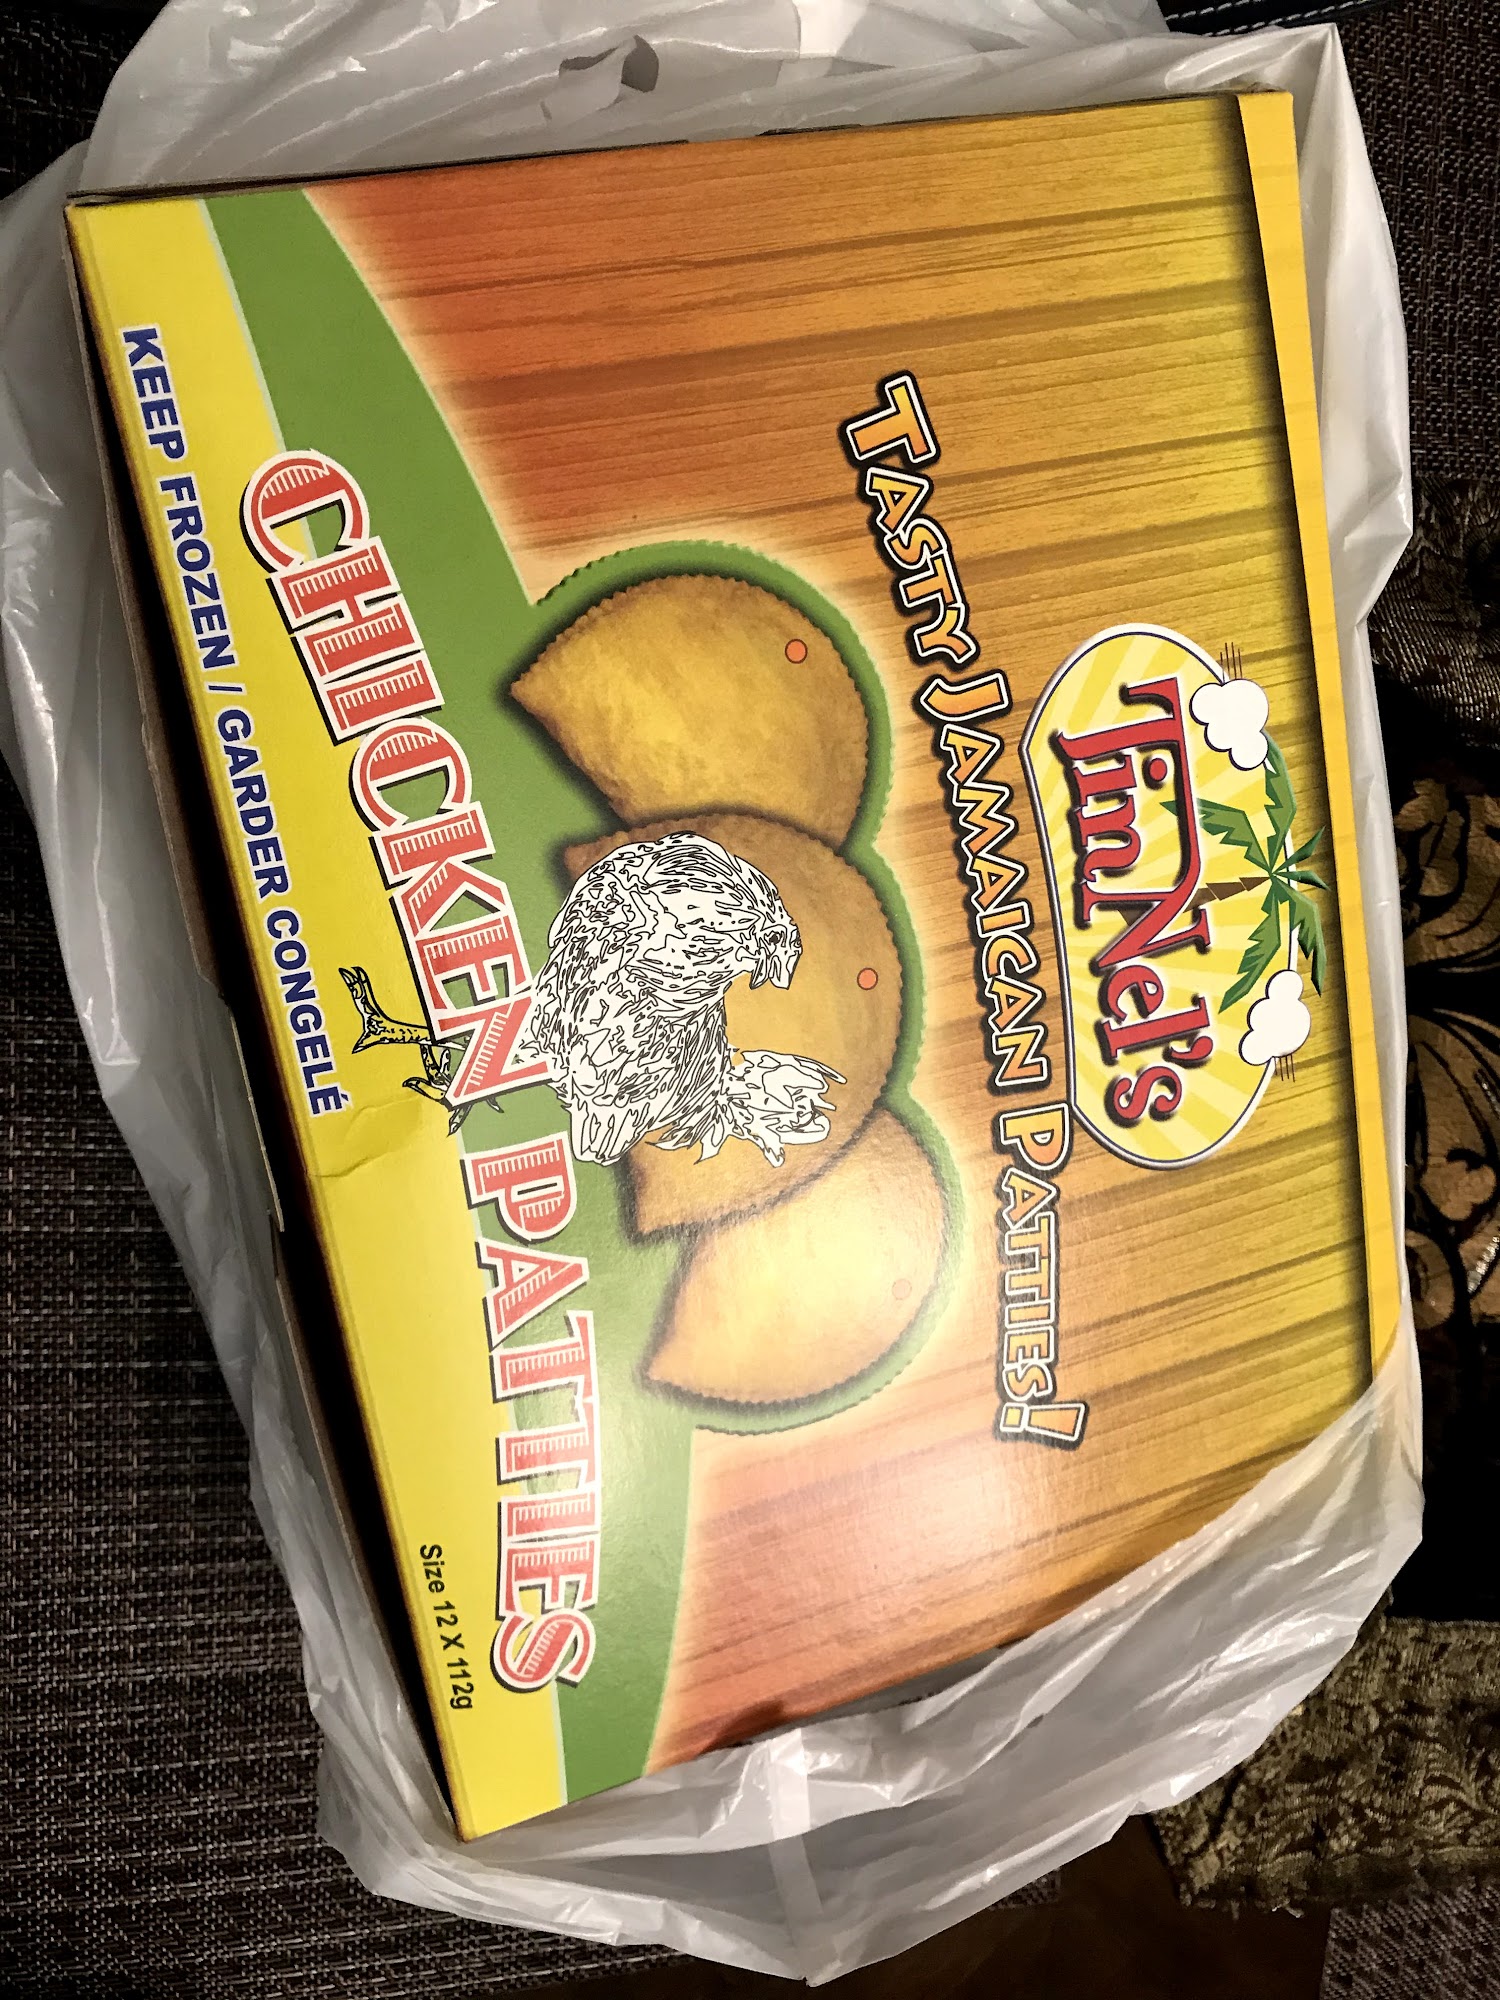 TimNel's
TASTY JAMAICAN PATTIES!
CHICKEN PATTIES
KEEP FROZEN / GARDER CONGELÉ
Size 12 X 112g